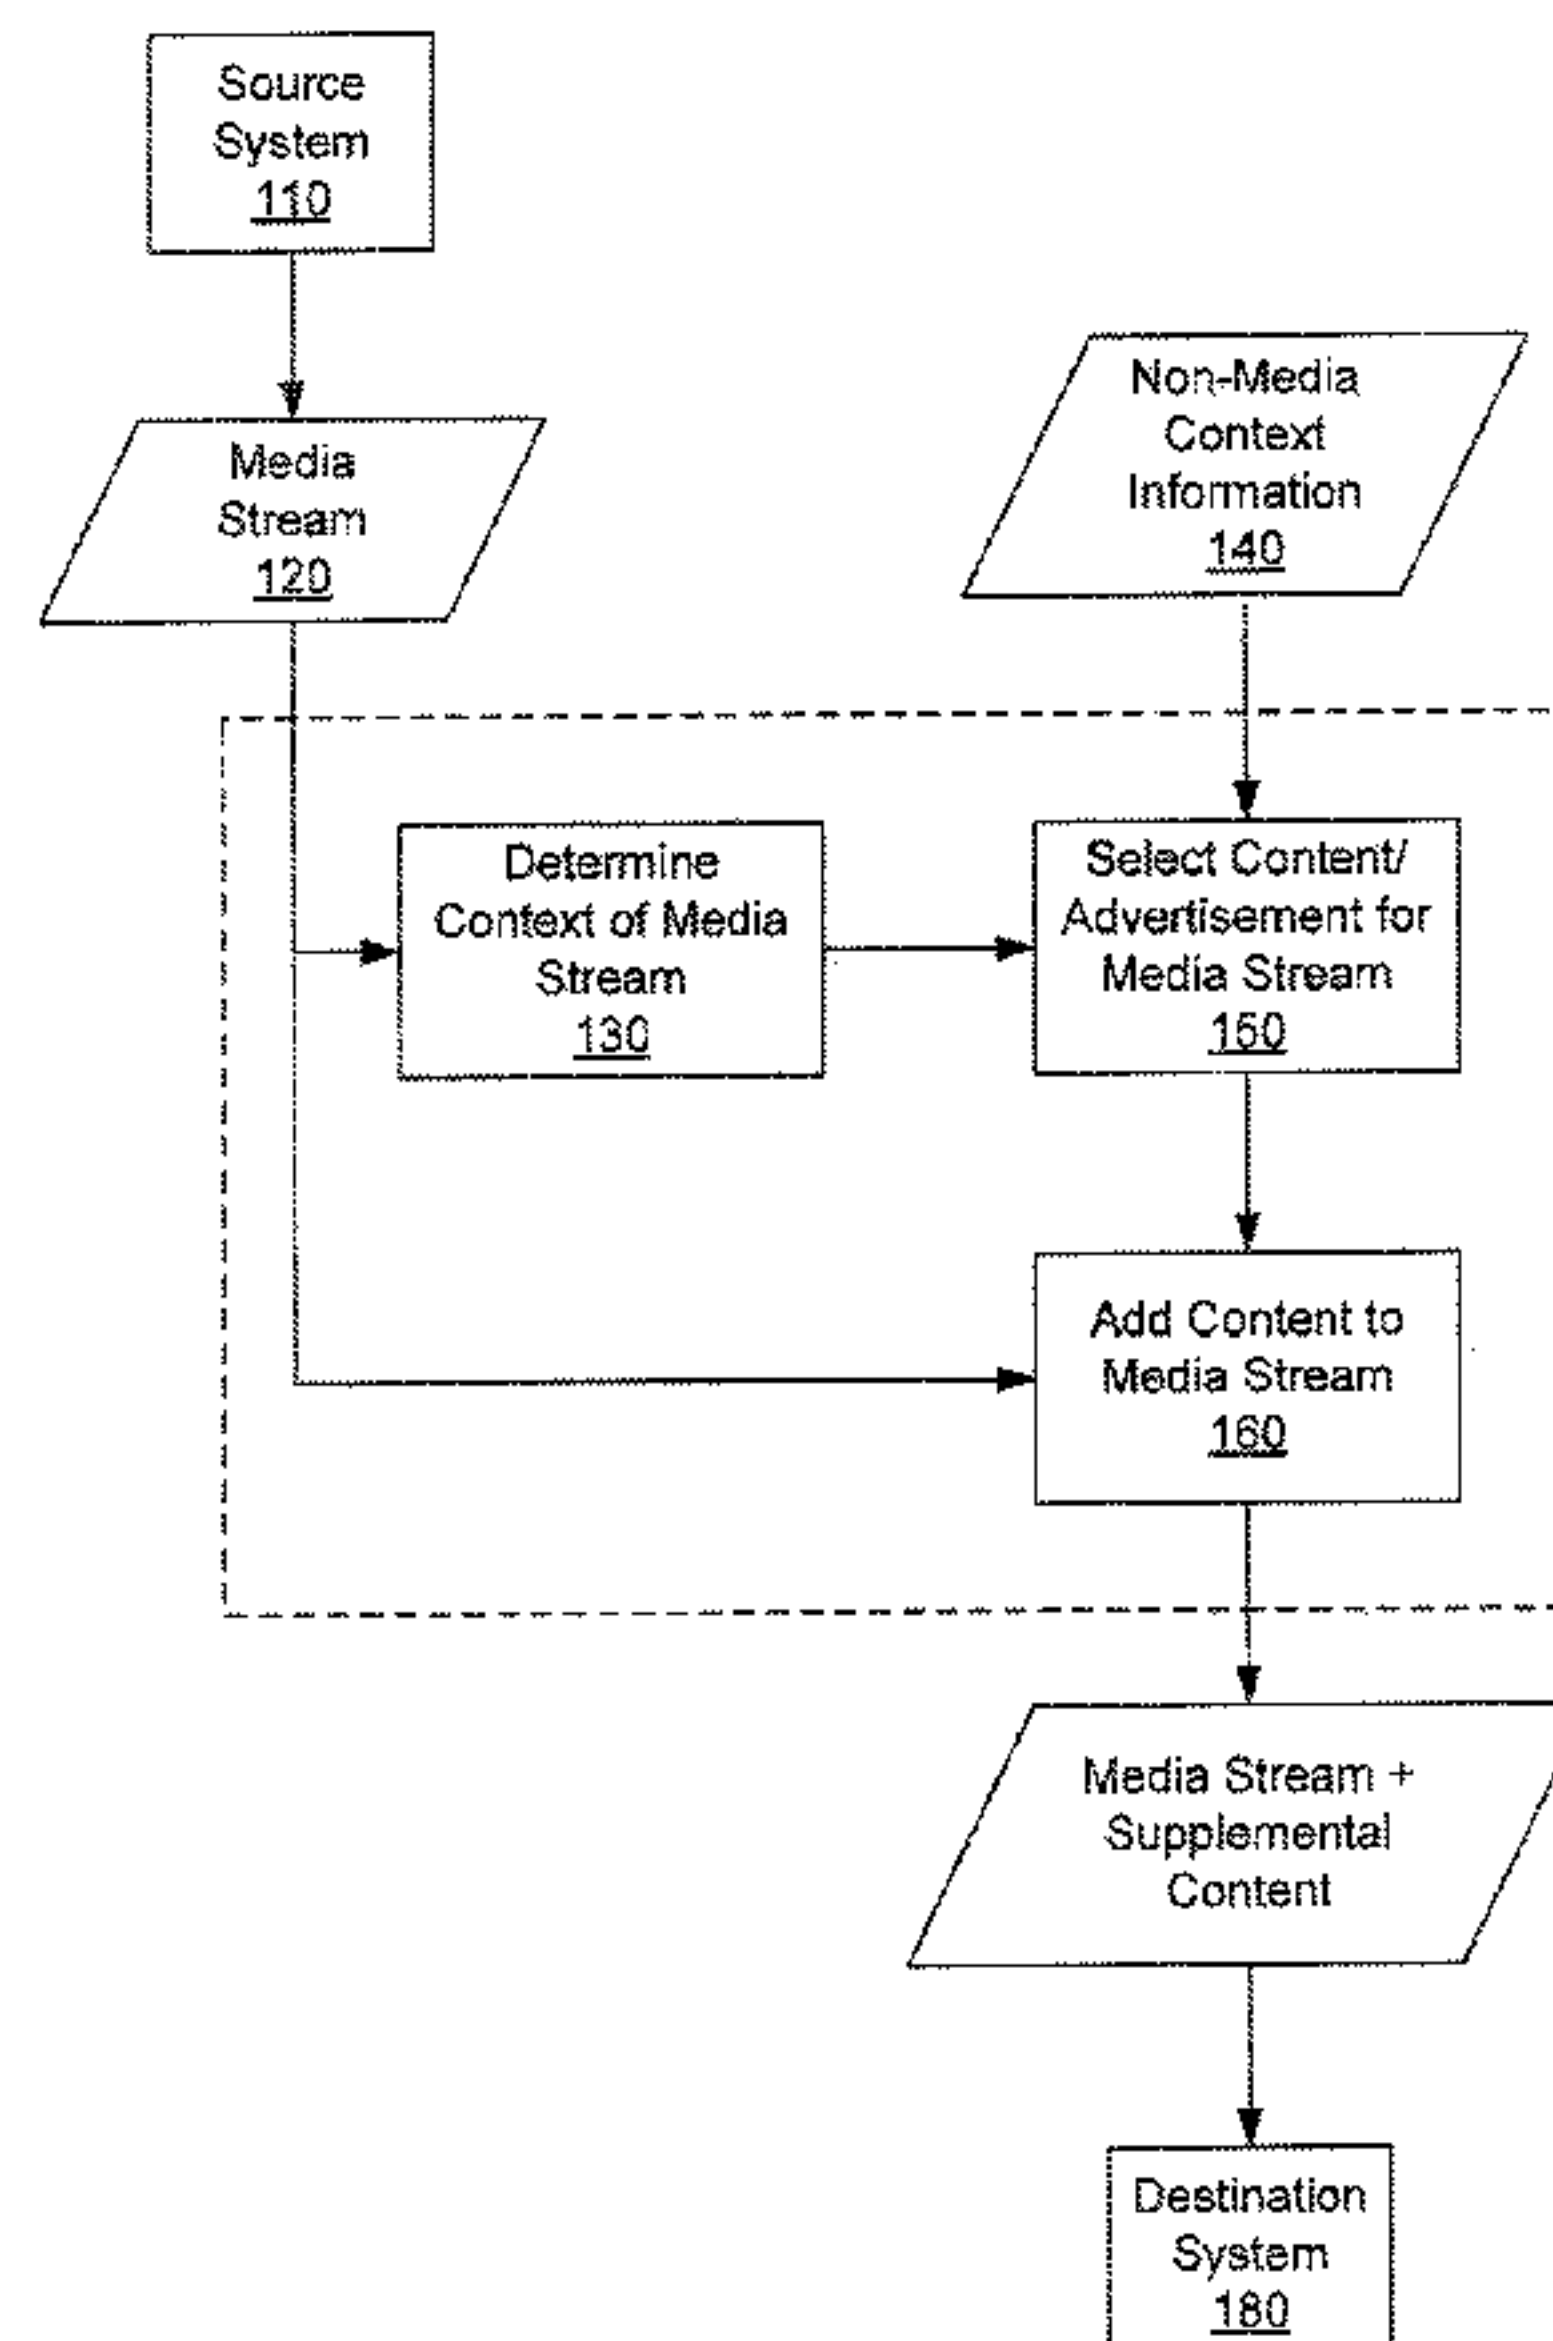 Source
System
110
Media
Stream
120
Non-Media
Context
Information
140
Determine
Context of Media
Stream
130
Select Content/
Advertisement for
Media Stream
150
Add Content to
Media Stream
160
Media Stream +
Supplemental
Content
Destination
System
180